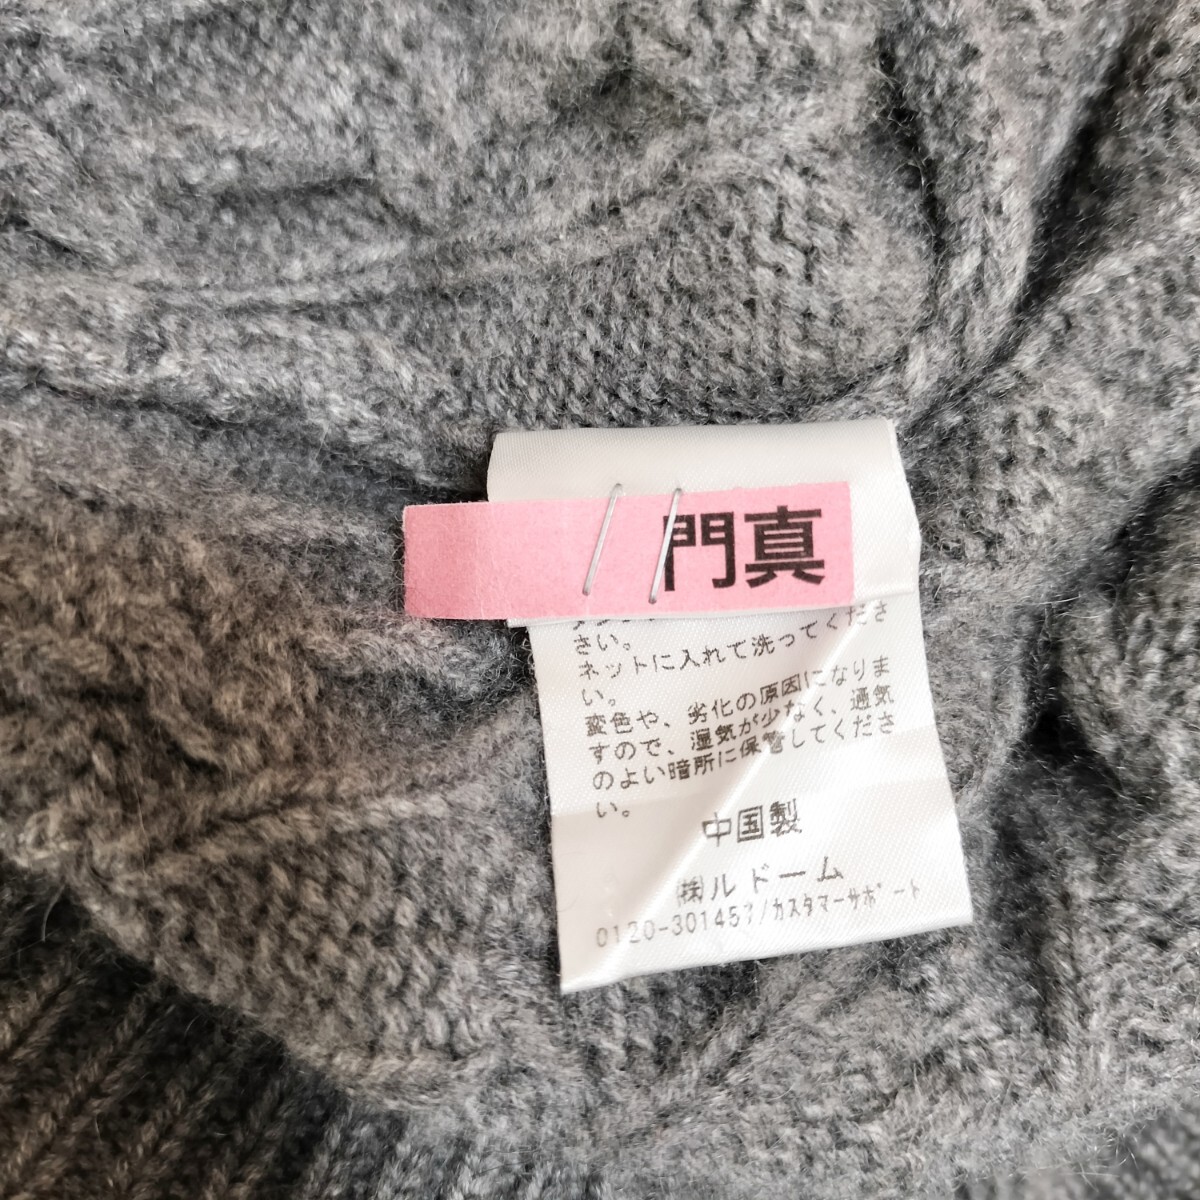 門真
さい。
ネットに入れて洗ってくださ
い。
変色や、劣化の原因になりま
すので、湿気が少なく、通気
のよい暗所に保管してくださ
い。
中国製
㈱ルドーム
0120-301457/カスタマーサポート